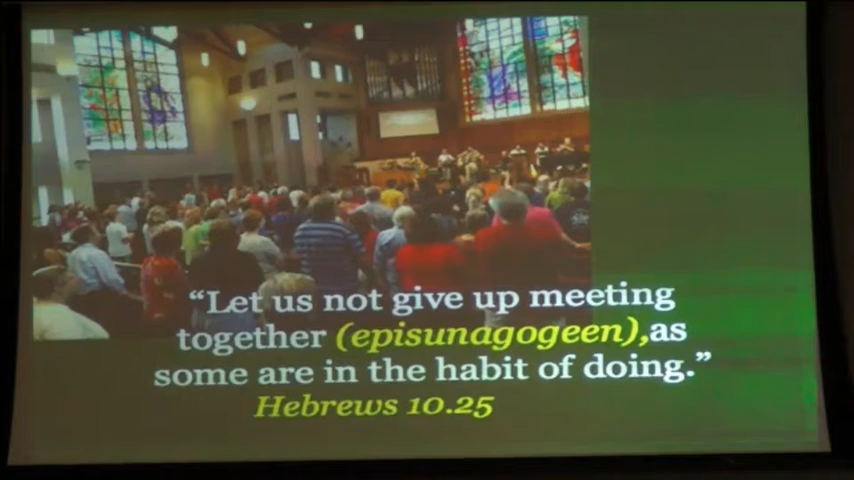 “Let us not give up meeting
together (episunagogeen),as
some are in the habit of doing.”
Hebrews 10.25